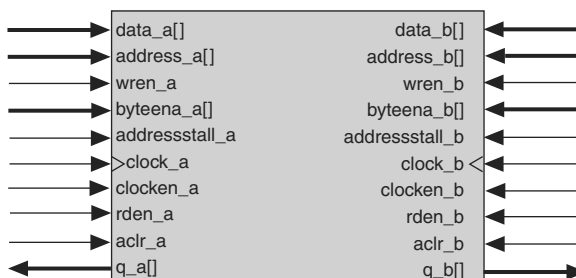 data_a[] data_b[]
address_a[] address_b[]
wren_a wren_b
byteena_a[] byteena_b[]
addressstall_a addressstall_b
clock_a clock_b
clocken_a clocken_b
rden_a rden_b
aclr_a aclr_b
q_a[] q_b[]